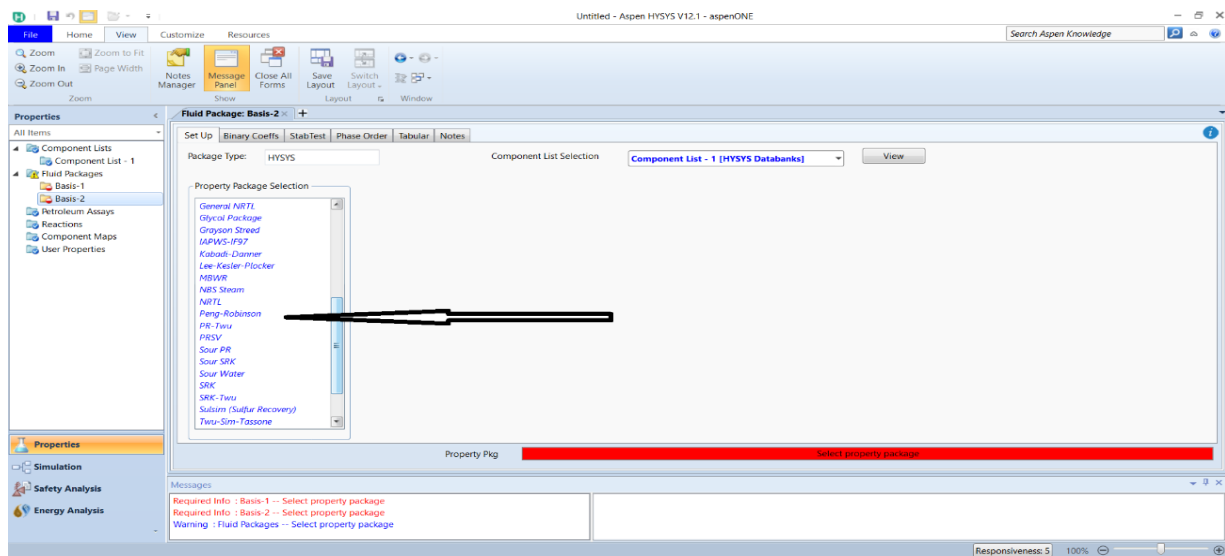 Untitled - Aspen HYSYS V12.1 - aspenONE
File Home View Customize Resources Search Aspen Knowledge
Zoom Zoom to Fit
Zoom In Page Width
Zoom Out
Notes Manager
Message Panel
Close All Forms
Save Layout
Switch Layout
Zoom Show Layout Window
Properties
All Items
Component Lists
Component List - 1
Fluid Packages
Basis-1
Basis-2
Petroleum Assays
Reactions
Component Maps
User Properties
Properties
Simulation
Safety Analysis
Energy Analysis
Fluid Package: Basis-2
Set Up Binary Coeffs StabTest Phase Order Tabular Notes
Package Type: HYSYS Component List Selection Component List - 1 [HYSYS Databanks] View
Property Package Selection
General NRTL
Glycol Package
Grayson Streed
IAPWS-IF97
Kabadi-Danner
Lee-Kesler-Plocker
MBWR
NBS Steam
NRTL
Peng-Robinson
PR-Twu
PRSV
Sour PR
Sour SRK
Sour Water
SRK
SRK-Twu
Sulsim (Sulfur Recovery)
Twu-Sim-Tassone
Property Pkg Select property package
Messages
Required Info : Basis-1 -- Select property package
Required Info : Basis-2 -- Select property package
Warning : Fluid Packages -- Select property package
Responsiveness: 5 100%